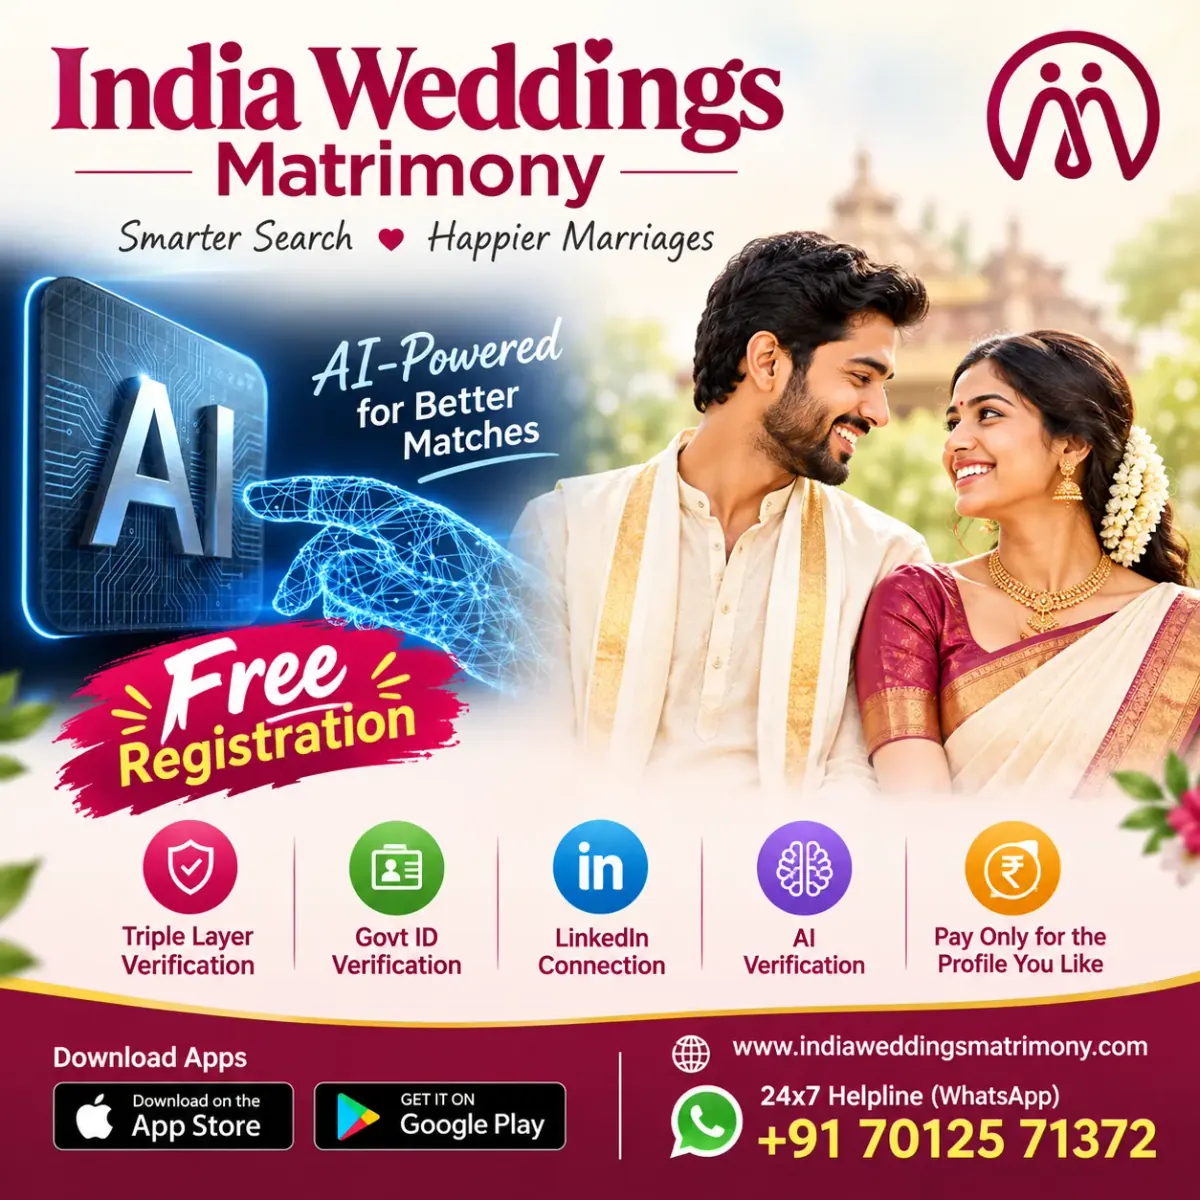 India Weddings
Matrimony
Smarter Search Happier Marriages
AI
AI-Powered
for Better
Matches
Free
Registration
in
Triple Layer
Verification
Govt ID
Verification
LinkedIn
Connection
AI
Verification
₹
Pay Only for the
Profile You Like
Download Apps
Download on the
App Store
GET IT ON
Google Play
www.indiaweddingsmatrimony.com
24x7 Helpline (WhatsApp)
+91 70125 71372